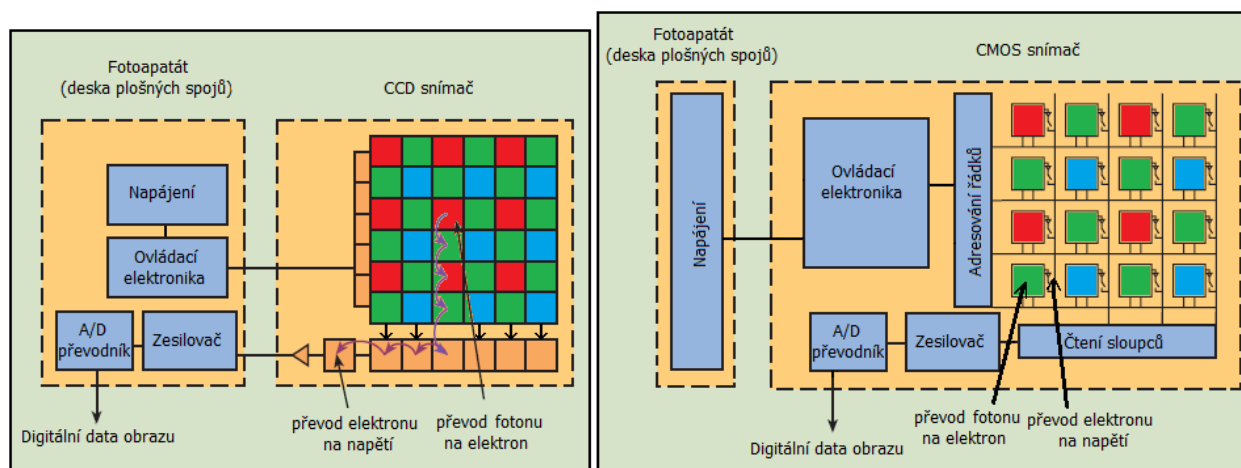 Fotoapatát
(deska plošných spojů)
CCD snímač
Napájení
Ovládací
elektronika
A/D
převodník
Zesilovač
převod elektronu
na napětí
převod fotonu
na elektron
Digitální data obrazu
Fotoapatát
(deska plošných spojů)
CMOS snímač
Napájení
Ovládací
elektronika
Adresování řádků
A/D
převodník
Zesilovač
Čtení sloupců
převod fotonu
na elektron
převod elektronu
na napětí
Digitální data obrazu